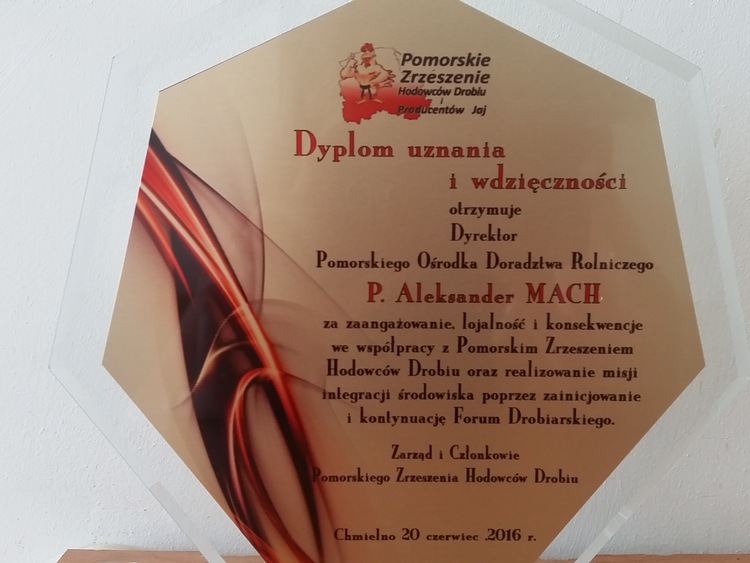 Pomorskie
Zrzeszenie
Hodowców Drobiu
i
Producentów Jaj
Dyplom uznania
i wdzięczności
otrzymuje
Dyrektor
Pomorskiego Ośrodka Doradztwa Rolniczego
P. Aleksander MACH
za zaangażowanie, lojalność i konsekwencje
we współpracy z Pomorskim Zrzeszeniem
Hodowców Drobiu oraz realizowanie misji
integracji środowiska poprzez zainicjowanie
i kontynuację Forum Drobiarskiego.
Zarząd i Członkowie
Pomorskiego Zrzeszenia Hodowców Drobiu
Chmielno 20 czerwiec .2016 r.